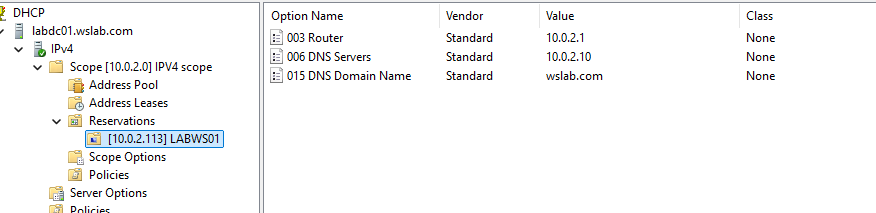 DHCP
labdc01.wslab.com
IPv4
Scope [10.0.2.0] IPV4 scope
Address Pool
Address Leases
Reservations
[10.0.2.113] LABWS01
Scope Options
Policies
Server Options
Policies
Option Name Vendor Value Class
003 Router Standard 10.0.2.1 None
006 DNS Servers Standard 10.0.2.10 None
015 DNS Domain Name Standard wslab.com None